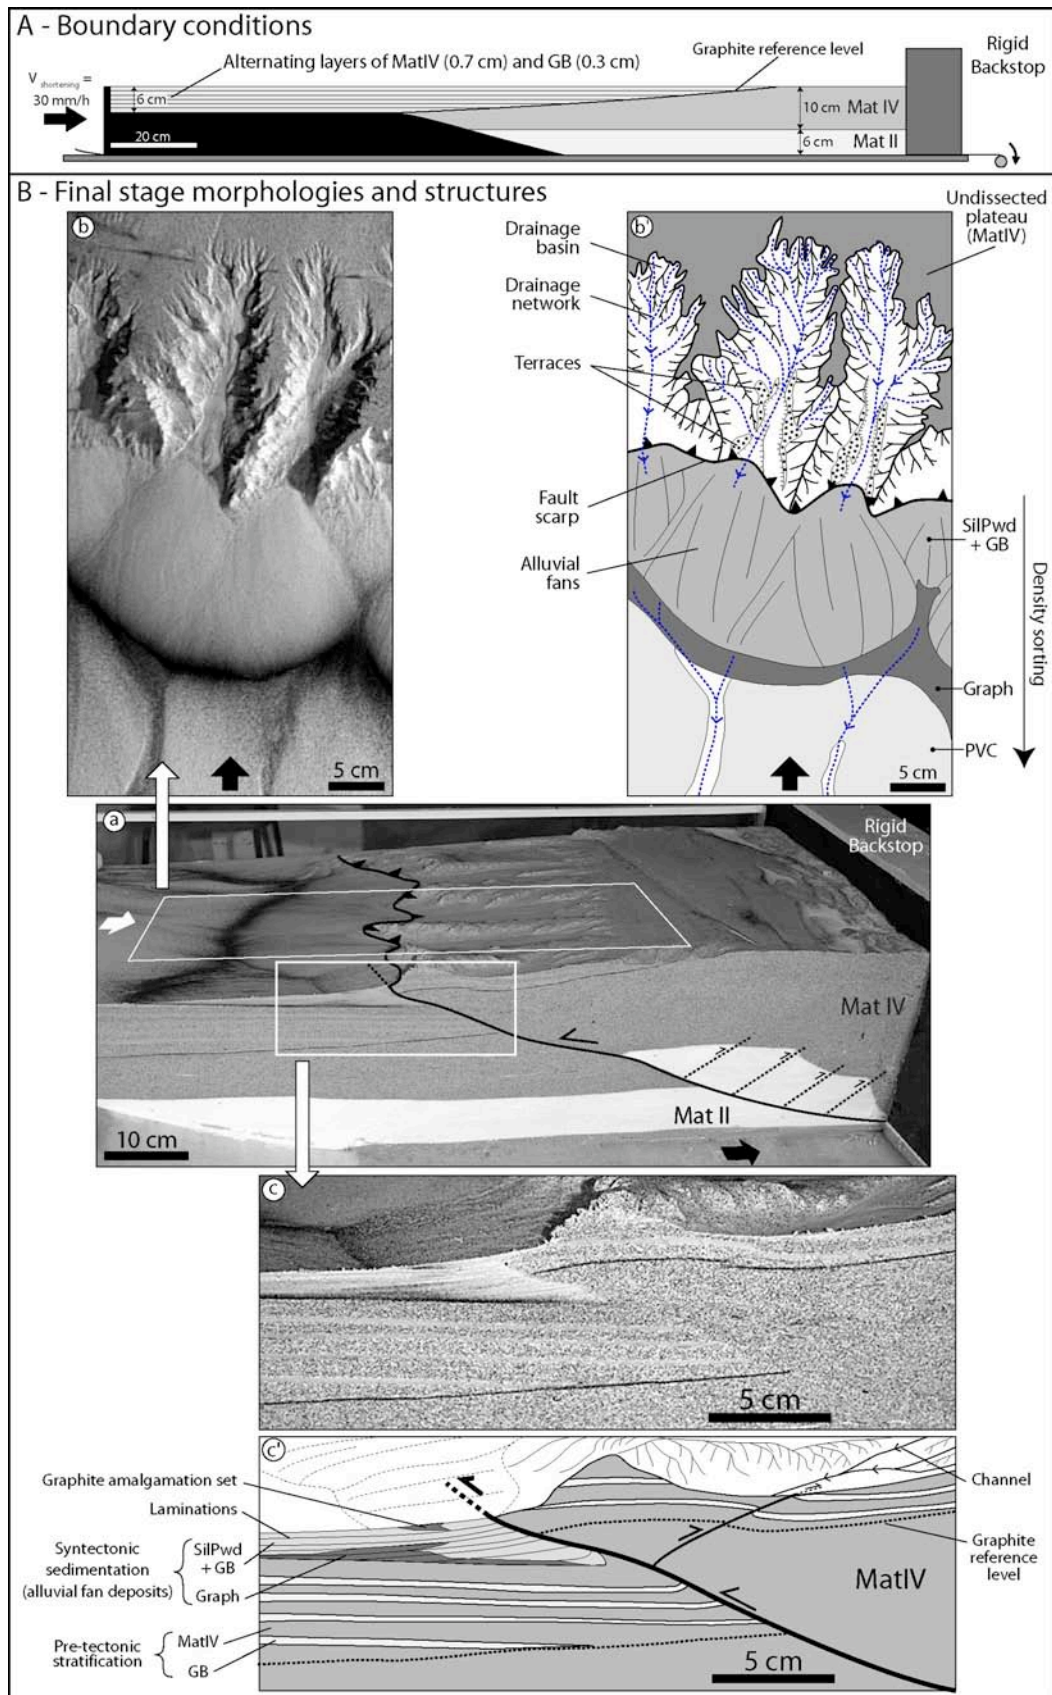 A - Boundary conditions
V shortening =
30 mm/h
Alternating layers of MatIV (0.7 cm) and GB (0.3 cm)
Graphite reference level
Rigid
Backstop
6 cm
20 cm
10 cm
Mat IV
6 cm
Mat II
B - Final stage morphologies and structures
b
5 cm
b'
Undissected
plateau
(MatIV)
Drainage
basin
Drainage
network
Terraces
Fault
scarp
Alluvial
fans
SilPwd
+ GB
Graph
PVC
Density sorting
5 cm
a
Rigid
Backstop
Mat IV
Mat II
10 cm
c
5 cm
c'
Graphite amalgamation set
Laminations
Syntectonic
sedimentation
(alluvial fan deposits)
SilPwd
+ GB
Graph
Pre-tectonic
stratification
MatIV
GB
Channel
Graphite
reference
level
MatIV
5 cm